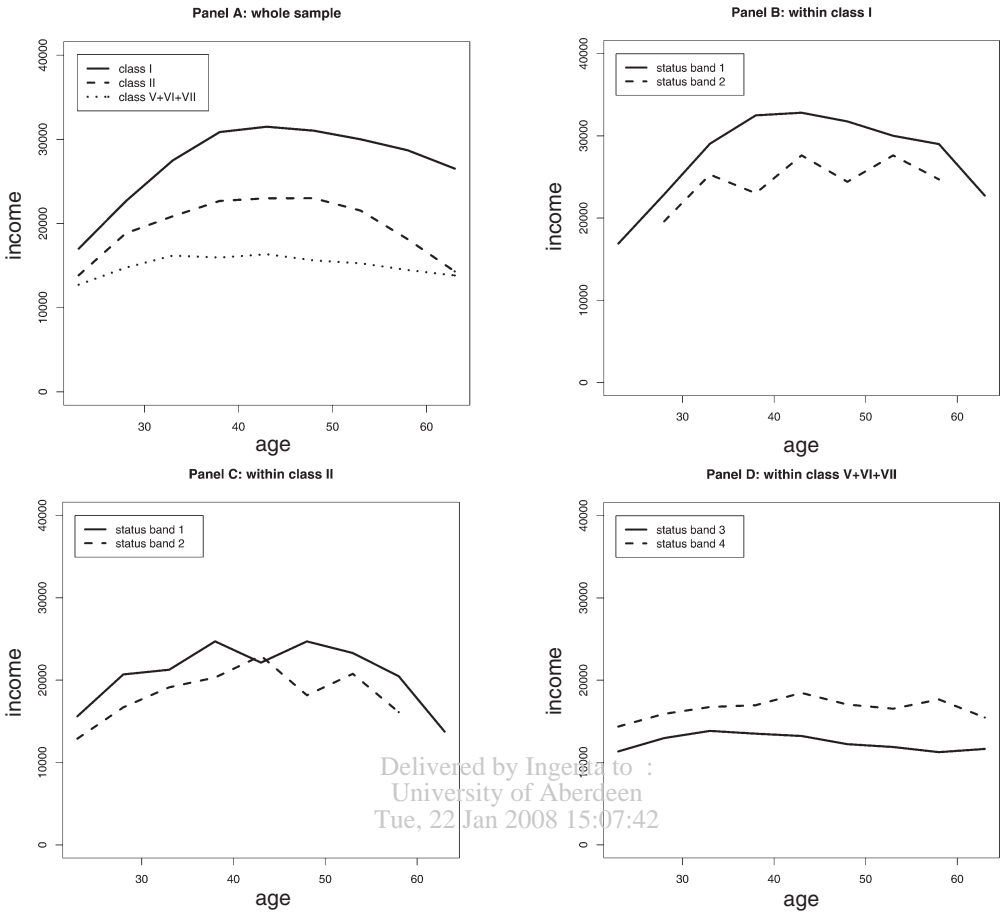 Panel A: whole sample
class I
class II
class V+VI+VII
income
0
10000
20000
30000
40000
30
40
50
60
age
Panel B: within class I
status band 1
status band 2
income
0
10000
20000
30000
40000
30
40
50
60
age
Panel C: within class II
status band 1
status band 2
income
0
10000
20000
30000
40000
30
40
50
60
age
Panel D: within class V+VI+VII
status band 3
status band 4
income
0
10000
20000
30000
40000
30
40
50
60
age
Delivered by Ingenta to :
University of Aberdeen
Tue, 22 Jan 2008 15:07:42